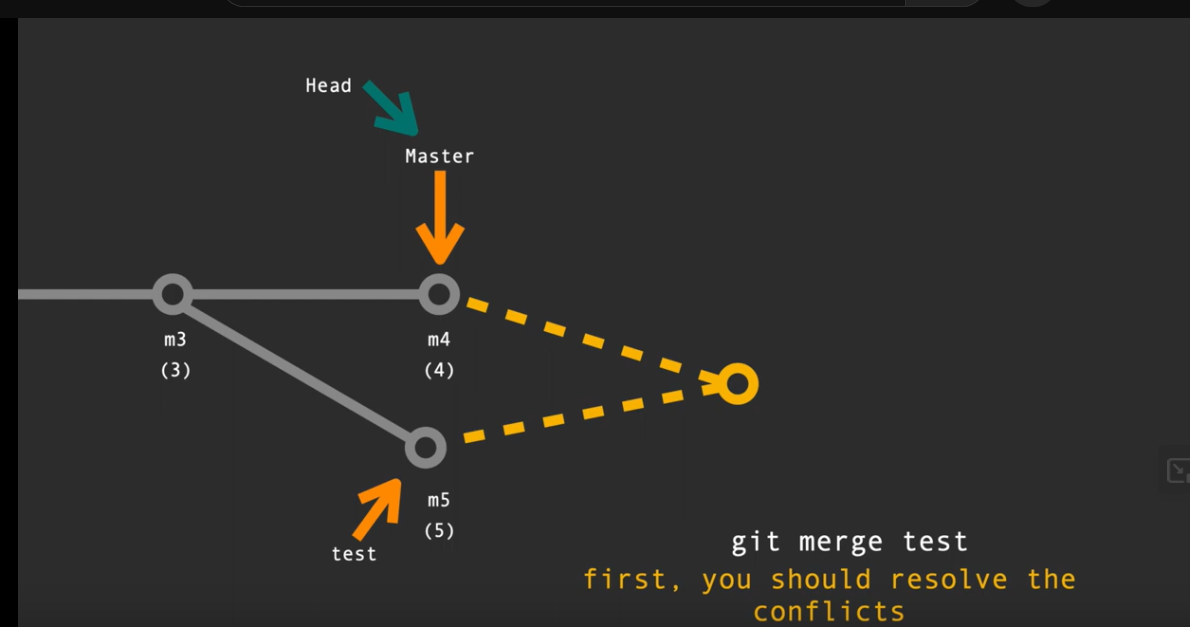 Head
Master
m3
(3)
m4
(4)
m5
(5)
test
git merge test
first, you should resolve the
conflicts